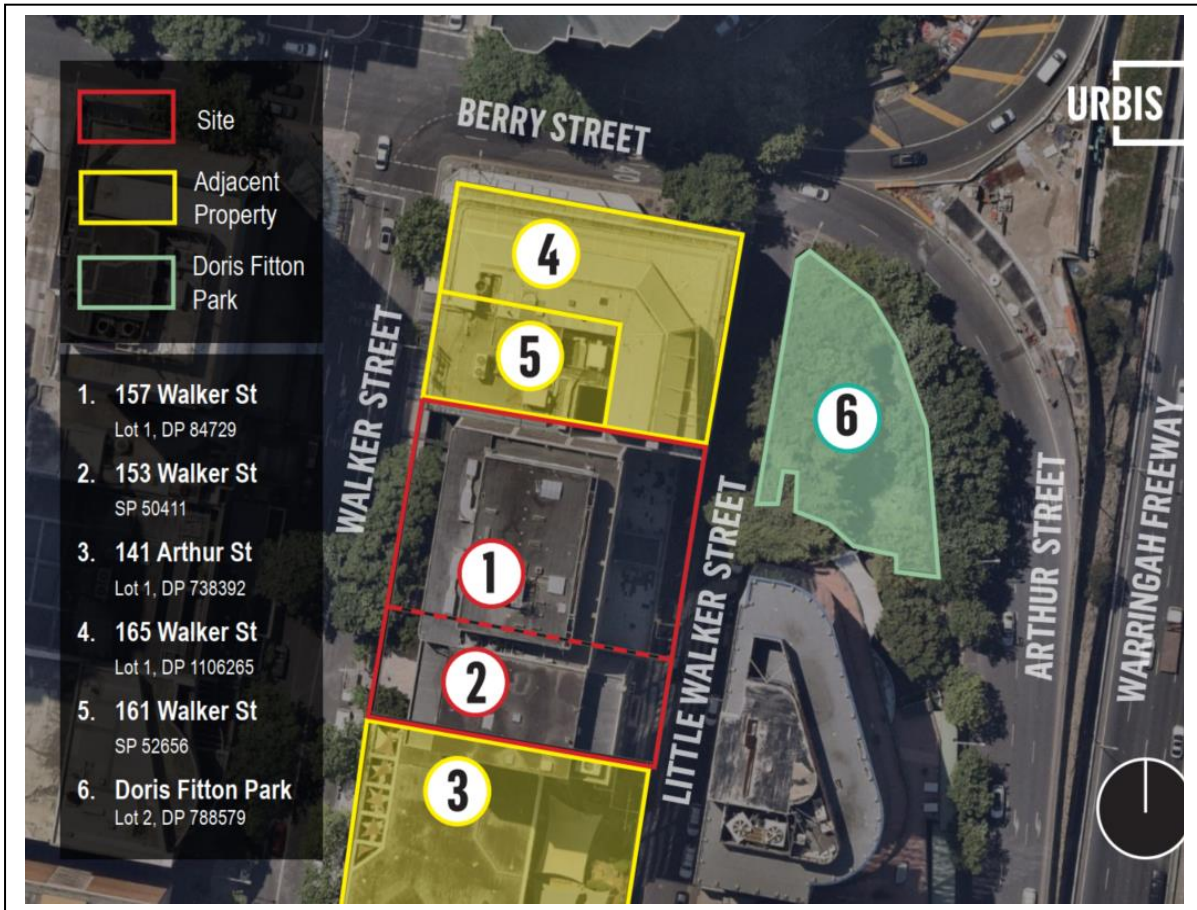 Site
Adjacent
Property
Doris Fitton
Park
1. 157 Walker St
Lot 1, DP 84729
2. 153 Walker St
SP 50411
3. 141 Arthur St
Lot 1, DP 738392
4. 165 Walker St
Lot 1, DP 1106265
5. 161 Walker St
SP 52656
6. Doris Fitton Park
Lot 2, DP 788579
BERRY STREET
URBIS
WALKER STREET
LITTLE WALKER STREET
ARTHUR STREET
WARRINGAH FREEWAY
4
5
6
1
2
3
40